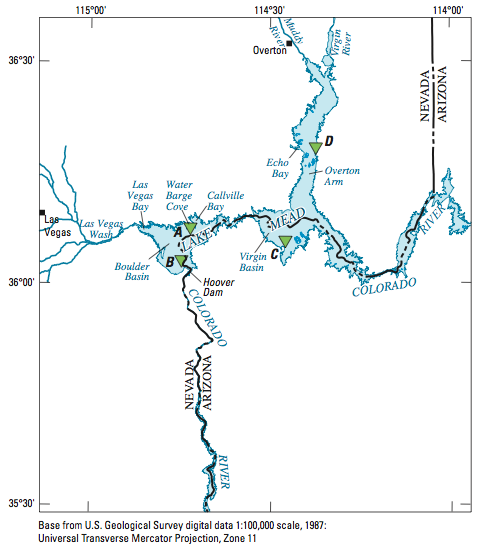 115°00'
114°45'
114°00'
36°30'
Muddy
River
Virgin
River
Overton
NEVADA
ARIZONA
D
Echo
Bay
Overton
Arm
Las
Vegas
Bay
Water
Barge
Cove
Callville
Bay
Las
Vegas
Las Vegas
Wash
A
LAKE
MEAD
B
Boulder
Basin
C
Virgin
Basin
Hoover
Dam
36°00'
COLORADO
RIVER
COLORADO
NEVADA
ARIZONA
RIVER
35°30'
Base from U.S. Geological Survey digital data 1:100,000 scale, 1987:
Universal Transverse Mercator Projection, Zone 11